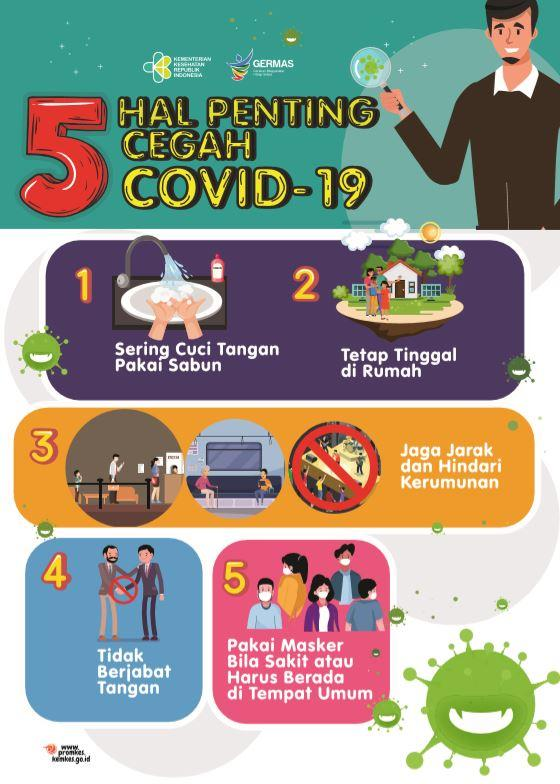 KEMENTERIAN
KESEHATAN
REPUBLIK
INDONESIA
GERMAS
5
HAL PENTING
CEGAH
COVID-19
1
Sering Cuci Tangan
Pakai Sabun
2
Tetap Tinggal
di Rumah
3
Jaga Jarak
dan Hindari
Kerumunan
4
Tidak
Berjabat
Tangan
5
Pakai Masker
Bila Sakit atau
Harus Berada
di Tempat Umum
www.
promkes.
kemkes.go.id